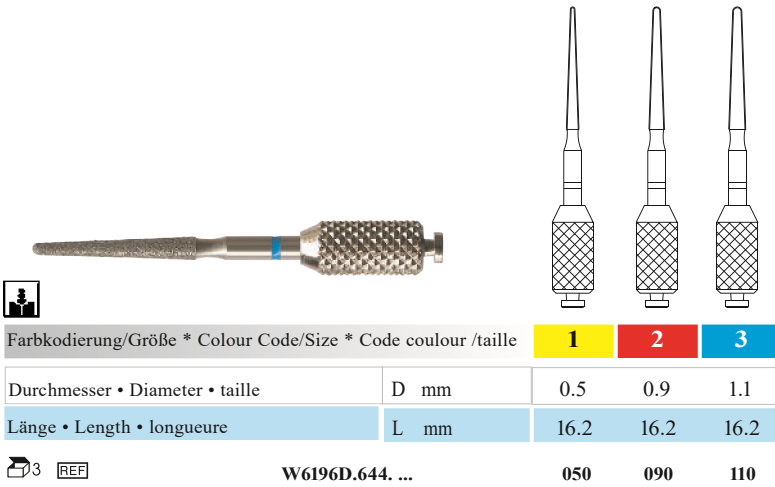 Farbkodierung/Größe * Colour Code/Size * Code coulour /taille 1 2 3
Durchmesser • Diameter • taille D mm 0.5 0.9 1.1
Länge • Length • longueure L mm 16.2 16.2 16.2
3 REF W6196D.644. ... 050 090 110